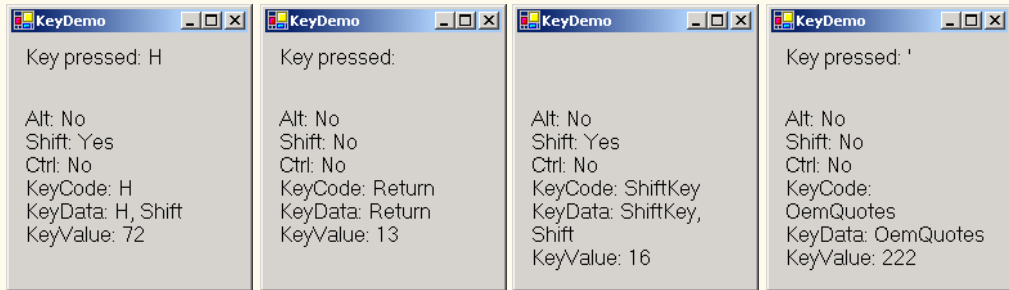 KeyDemo
Key pressed: H
Alt: No
Shift: Yes
Ctrl: No
KeyCode: H
KeyData: H, Shift
KeyValue: 72
KeyDemo
Key pressed:
Alt: No
Shift: No
Ctrl: No
KeyCode: Return
KeyData: Return
KeyValue: 13
KeyDemo
Alt: No
Shift: Yes
Ctrl: No
KeyCode: ShiftKey
KeyData: ShiftKey,
Shift
KeyValue: 16
KeyDemo
Key pressed: '
Alt: No
Shift: No
Ctrl: No
KeyCode:
OemQuotes
KeyData: OemQuotes
KeyValue: 222